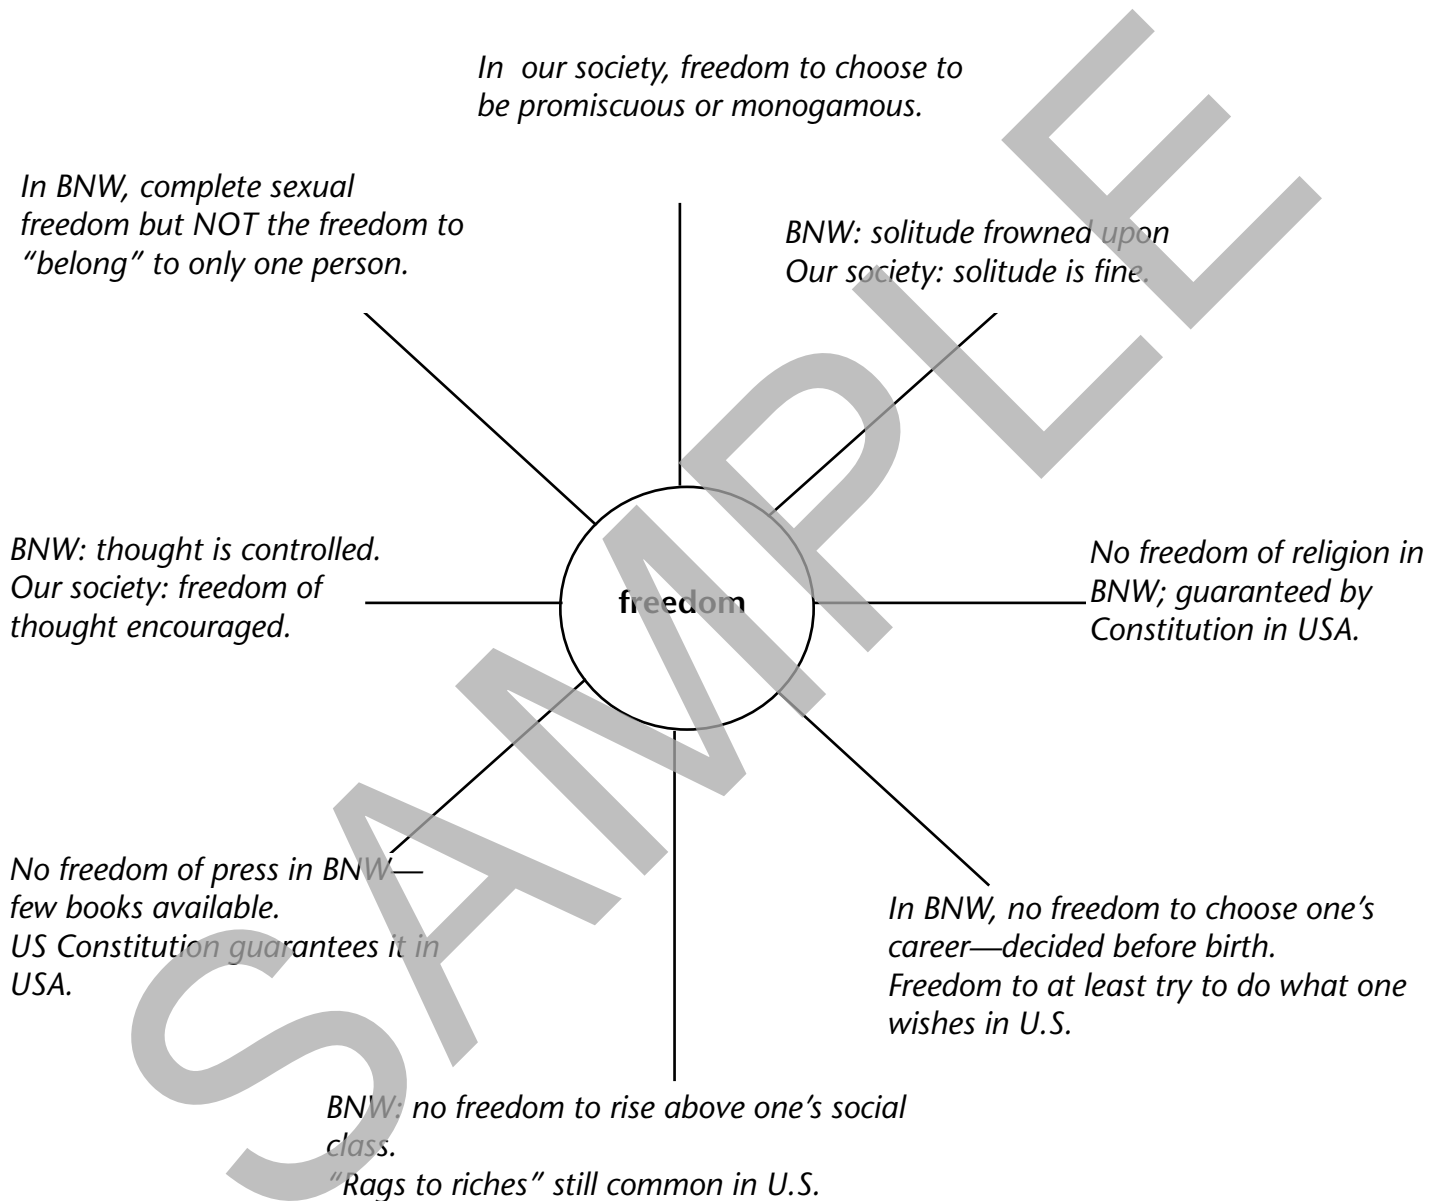 In our society, freedom to choose to
be promiscuous or monogamous.
In BNW, complete sexual
freedom but NOT the freedom to
“belong” to only one person.
BNW: solitude frowned upon
Our society: solitude is fine.
BNW: thought is controlled.
Our society: freedom of
thought encouraged.
freedom
No freedom of religion in
BNW; guaranteed by
Constitution in USA.
No freedom of press in BNW—
few books available.
US Constitution guarantees it in
USA.
In BNW, no freedom to choose one’s
career—decided before birth.
Freedom to at least try to do what one
wishes in U.S.
BNW: no freedom to rise above one’s social
class.
“Rags to riches” still common in U.S.
SAMPLE